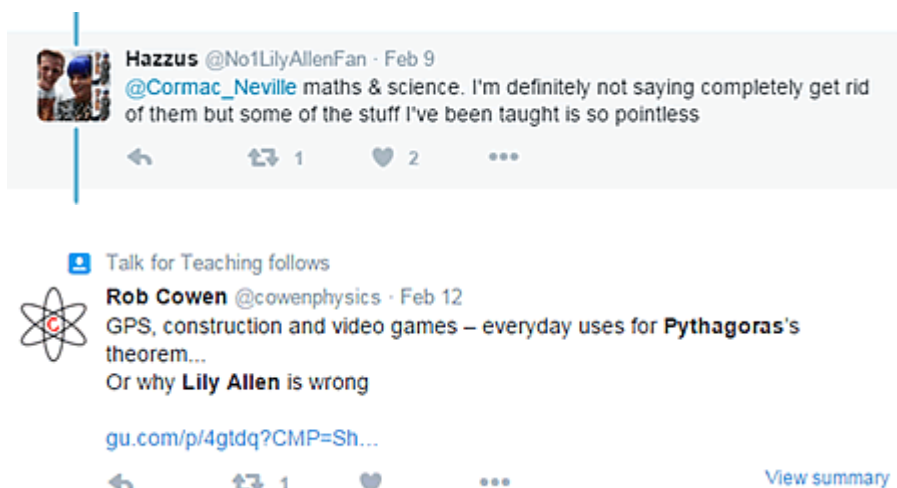 Hazzus @No1LilyAllenFan · Feb 9
@Cormac_Neville maths & science. I'm definitely not saying completely get rid
of them but some of the stuff I've been taught is so pointless
1 2
Talk for Teaching follows
Rob Cowen @cowenphysics · Feb 12
C
GPS, construction and video games – everyday uses for Pythagoras's
theorem...
Or why Lily Allen is wrong
gu.com/p/4gtdq?CMP=Sh...
1 View summary